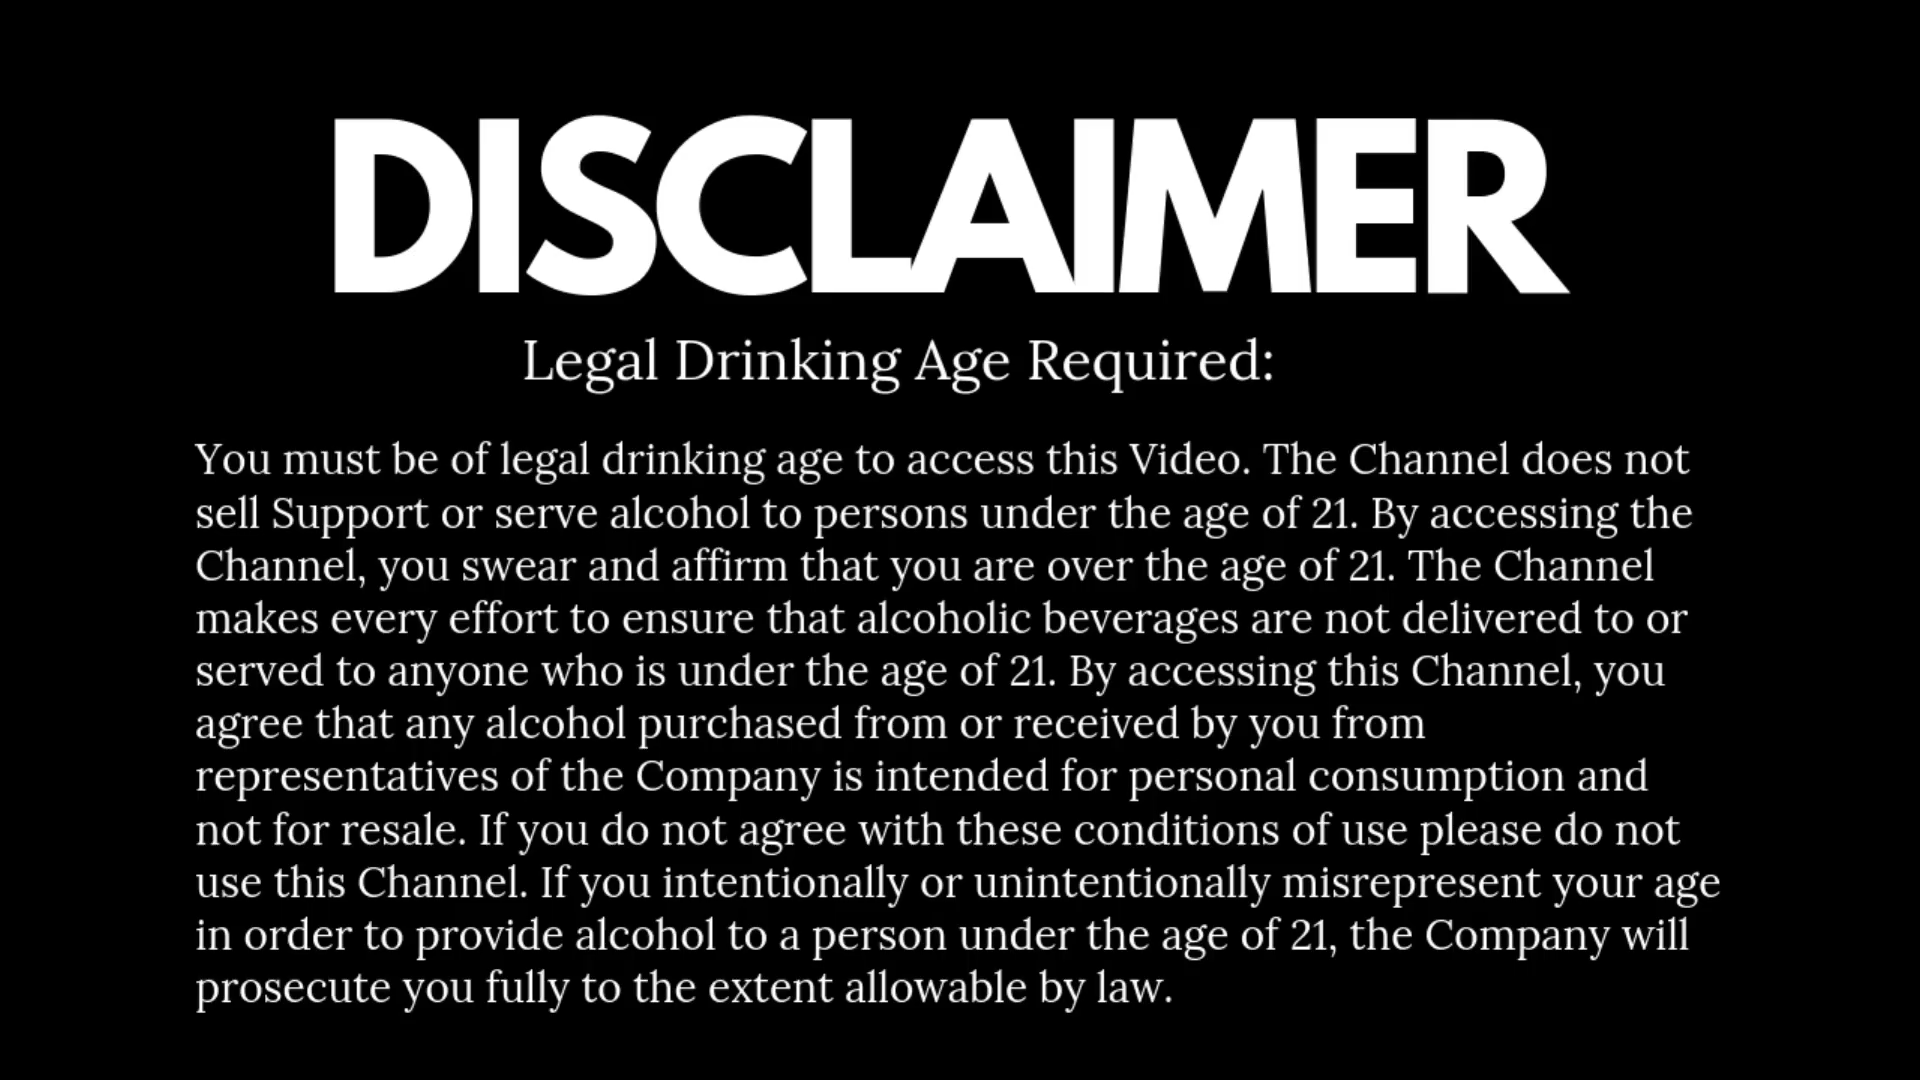 DISCLAIMER
Legal Drinking Age Required:
You must be of legal drinking age to access this Video. The Channel does not
sell Support or serve alcohol to persons under the age of 21. By accessing the
Channel, you swear and affirm that you are over the age of 21. The Channel
makes every effort to ensure that alcoholic beverages are not delivered to or
served to anyone who is under the age of 21. By accessing this Channel, you
agree that any alcohol purchased from or received by you from
representatives of the Company is intended for personal consumption and
not for resale. If you do not agree with these conditions of use please do not
use this Channel. If you intentionally or unintentionally misrepresent your age
in order to provide alcohol to a person under the age of 21, the Company will
prosecute you fully to the extent allowable by law.